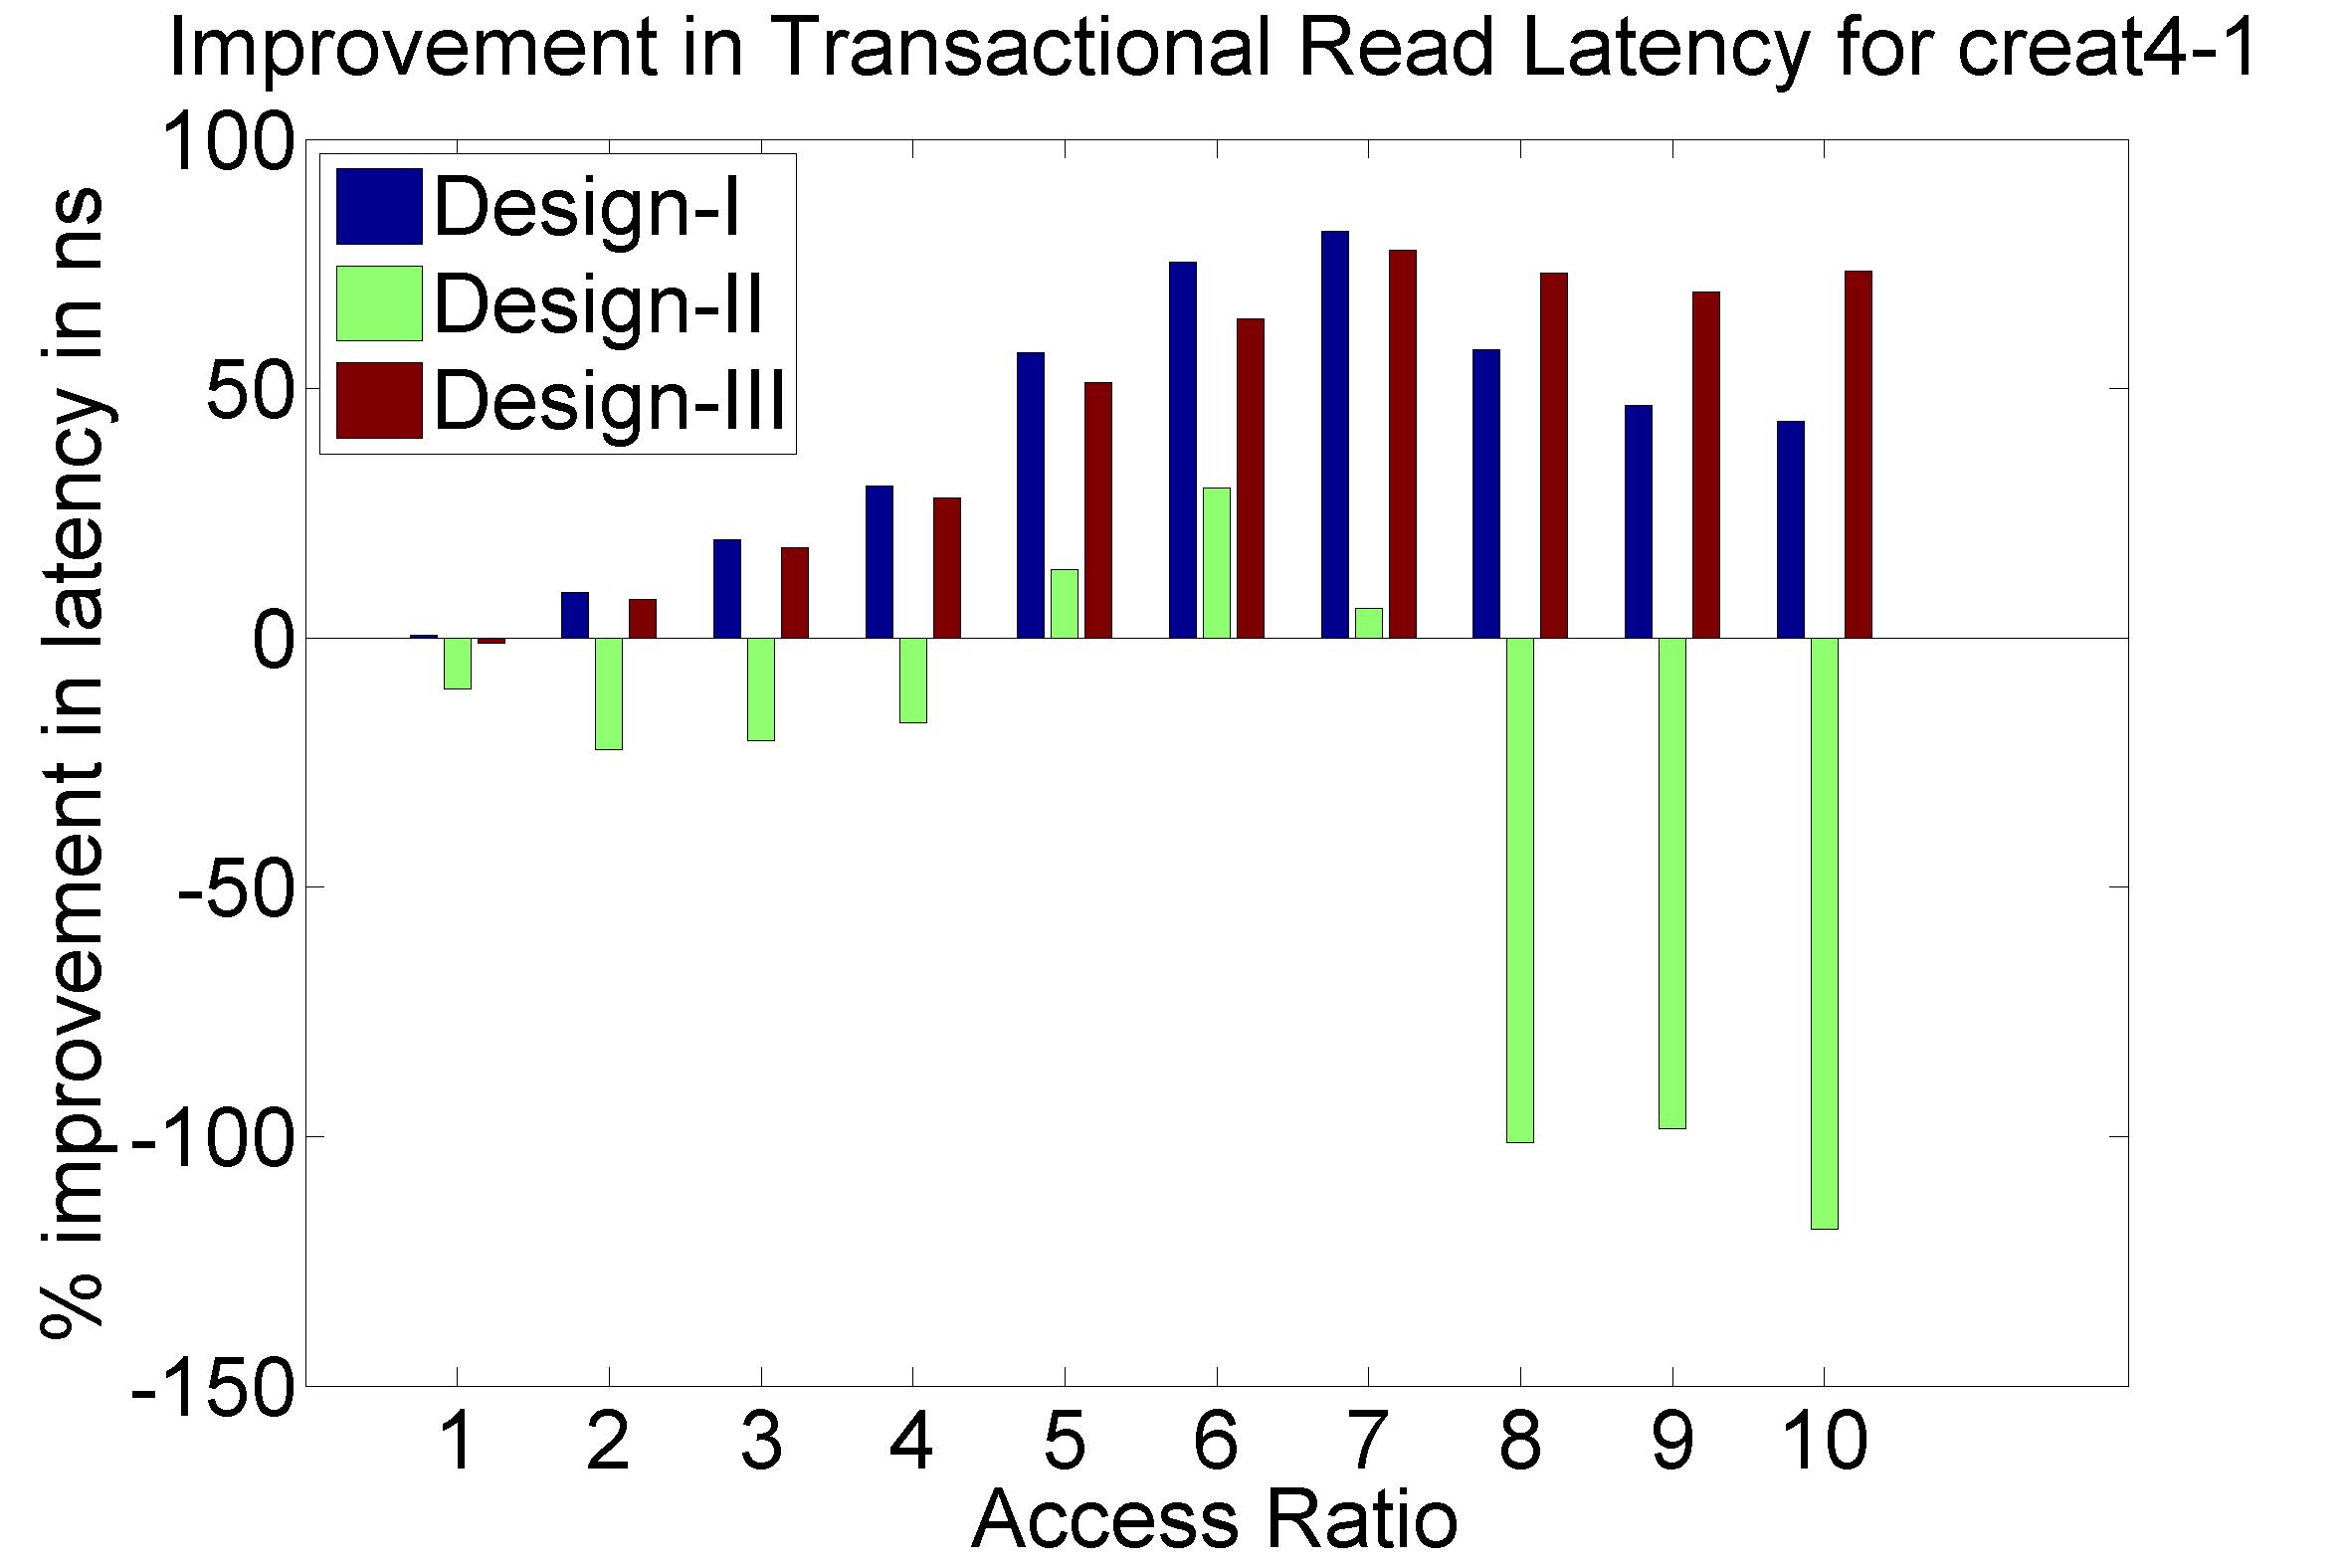 Improvement in Transactional Read Latency for creat4-1
% improvement in latency in ns
100
50
0
-50
-100
-150
Design-I
Design-II
Design-III
1 2 3 4 5 6 7 8 9 10
Access Ratio